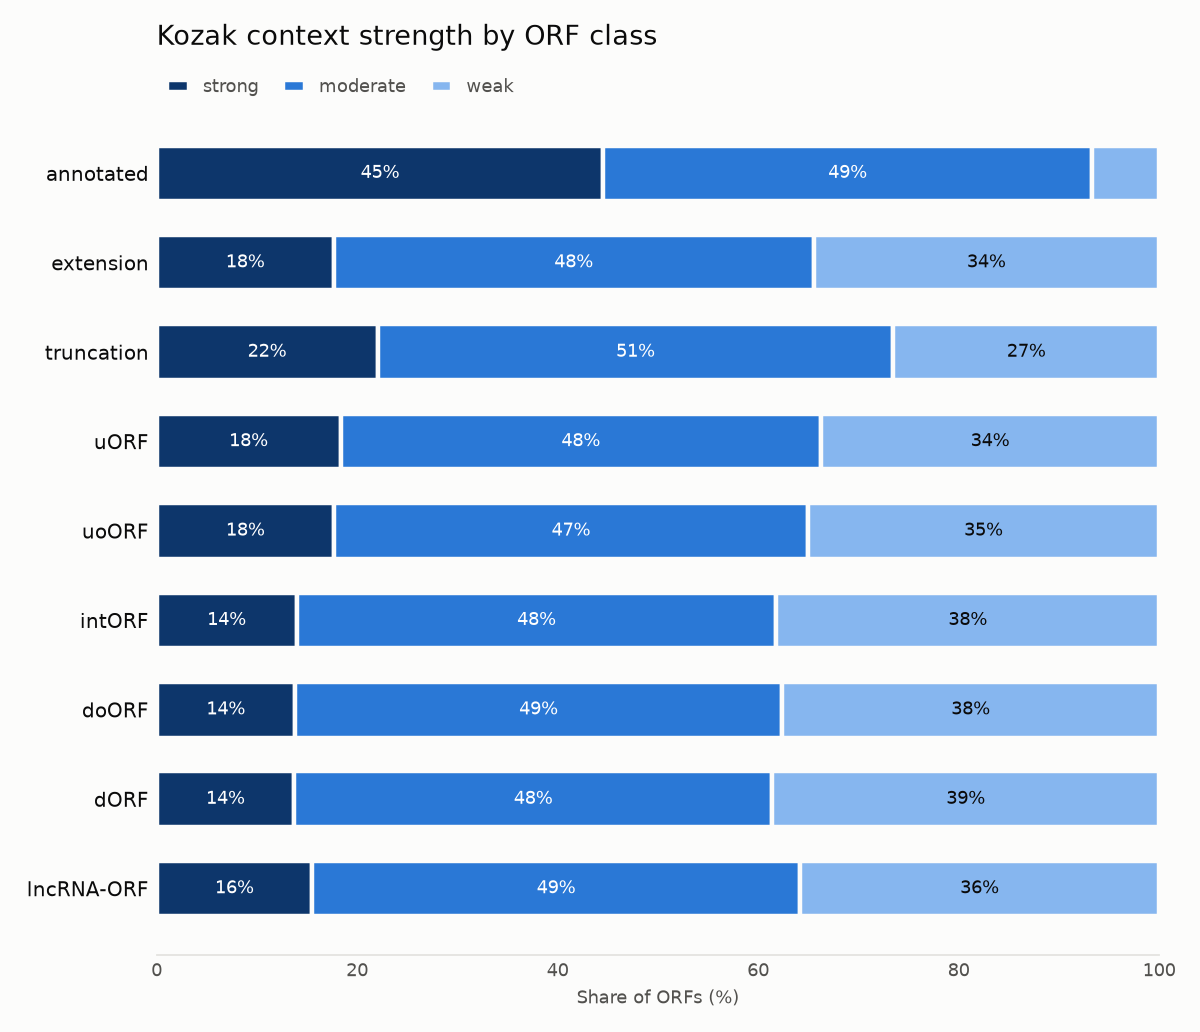 Kozak context strength by ORF class
strong moderate weak
annotated 45% 49%
extension 18% 48% 34%
truncation 22% 51% 27%
uORF 18% 48% 34%
uoORF 18% 47% 35%
intORF 14% 48% 38%
doORF 14% 49% 38%
dORF 14% 48% 39%
lncRNA-ORF 16% 49% 36%
0 20 40 60 80 100
Share of ORFs (%)